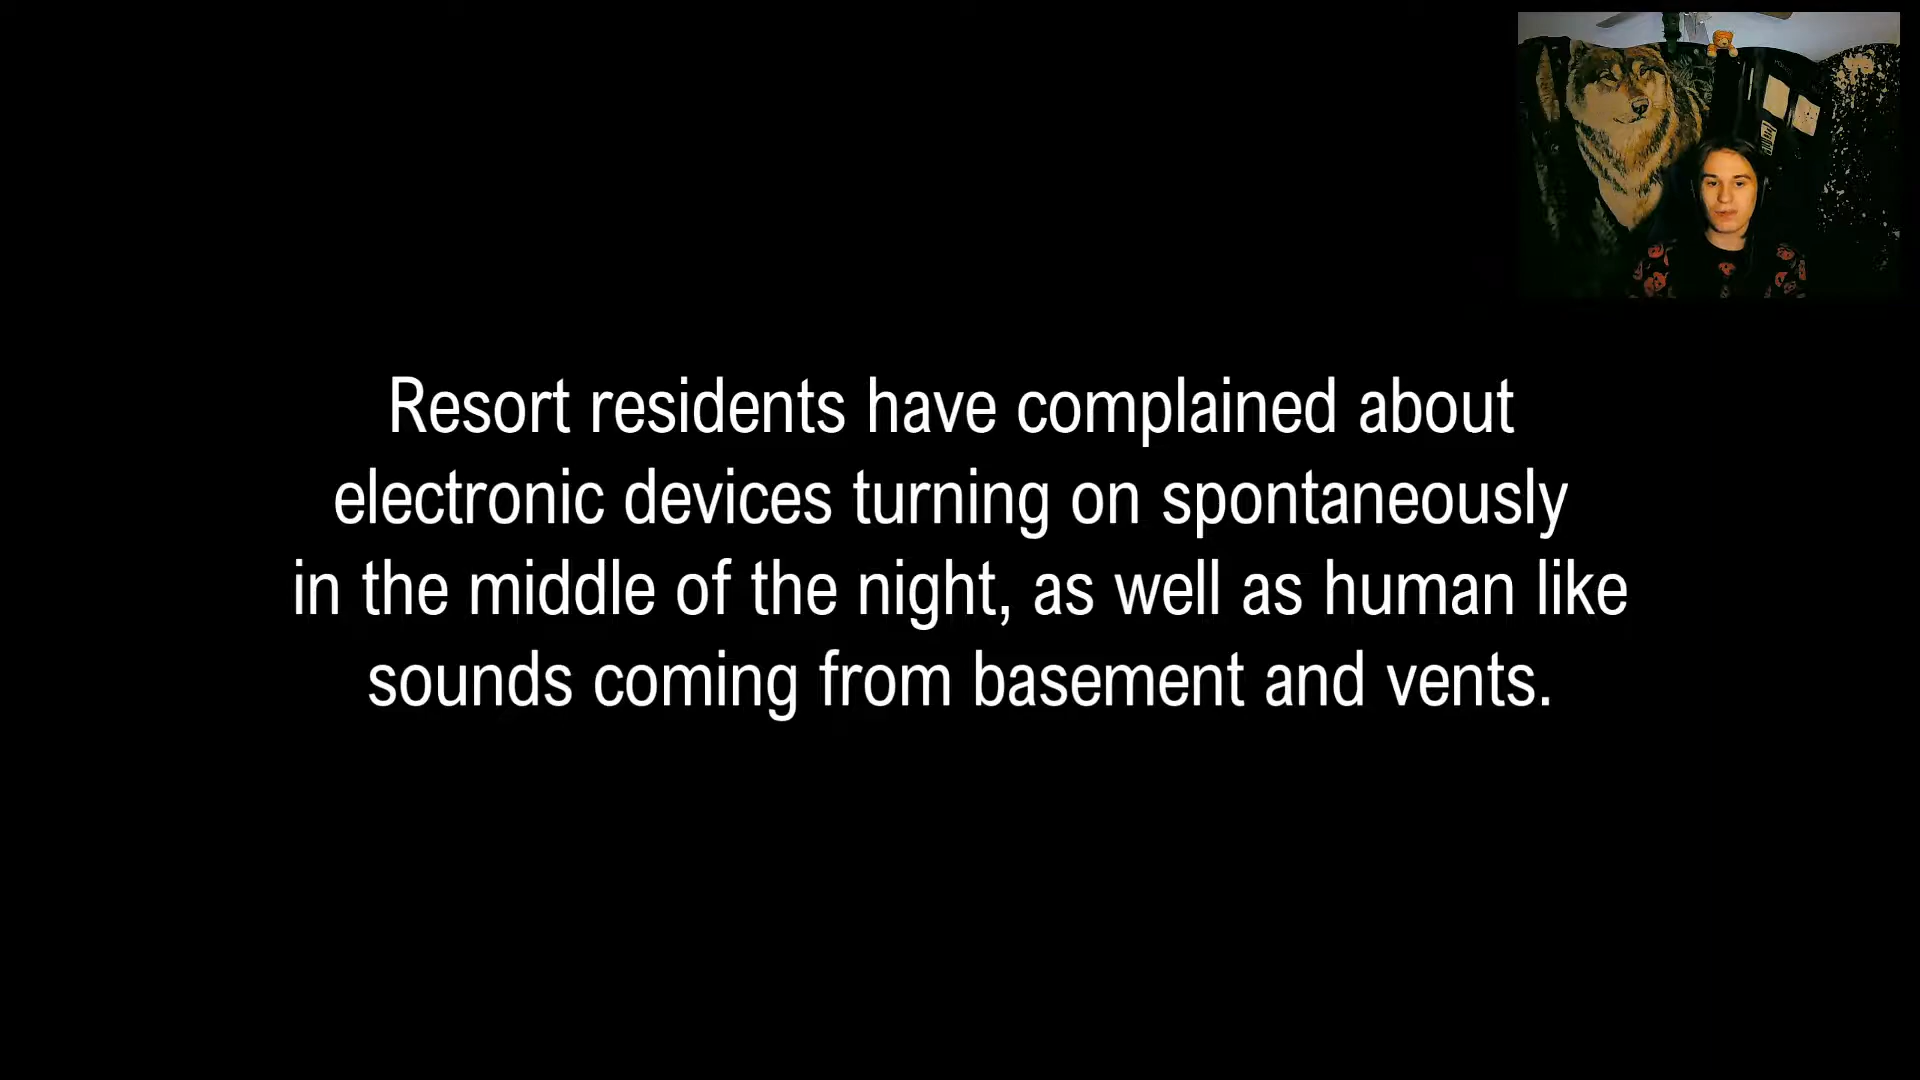 Resort residents have complained about
electronic devices turning on spontaneously
in the middle of the night, as well as human like
sounds coming from basement and vents.